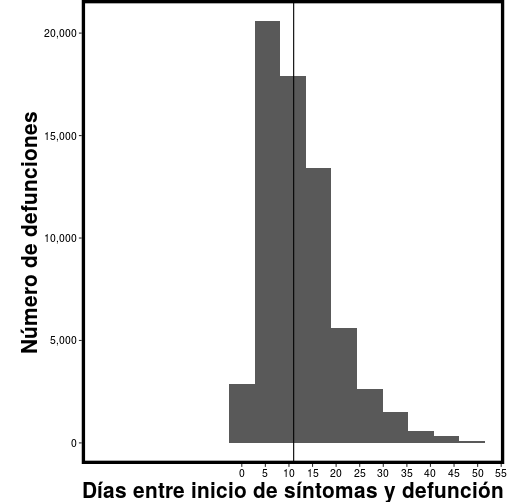 Número de defunciones
20,000
15,000
10,000
5,000
0
0 5 10 15 20 25 30 35 40 45 50 55
Días entre inicio de síntomas y defunción